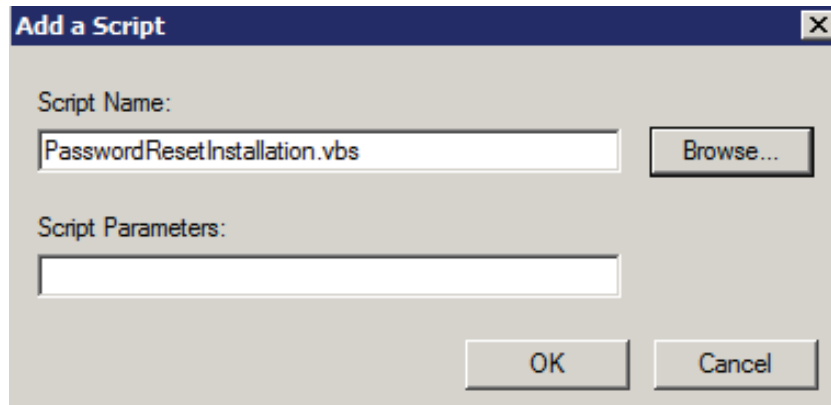 Add a Script
Script Name:
PasswordResetInstallation.vbs
Browse...
Script Parameters:
OK
Cancel